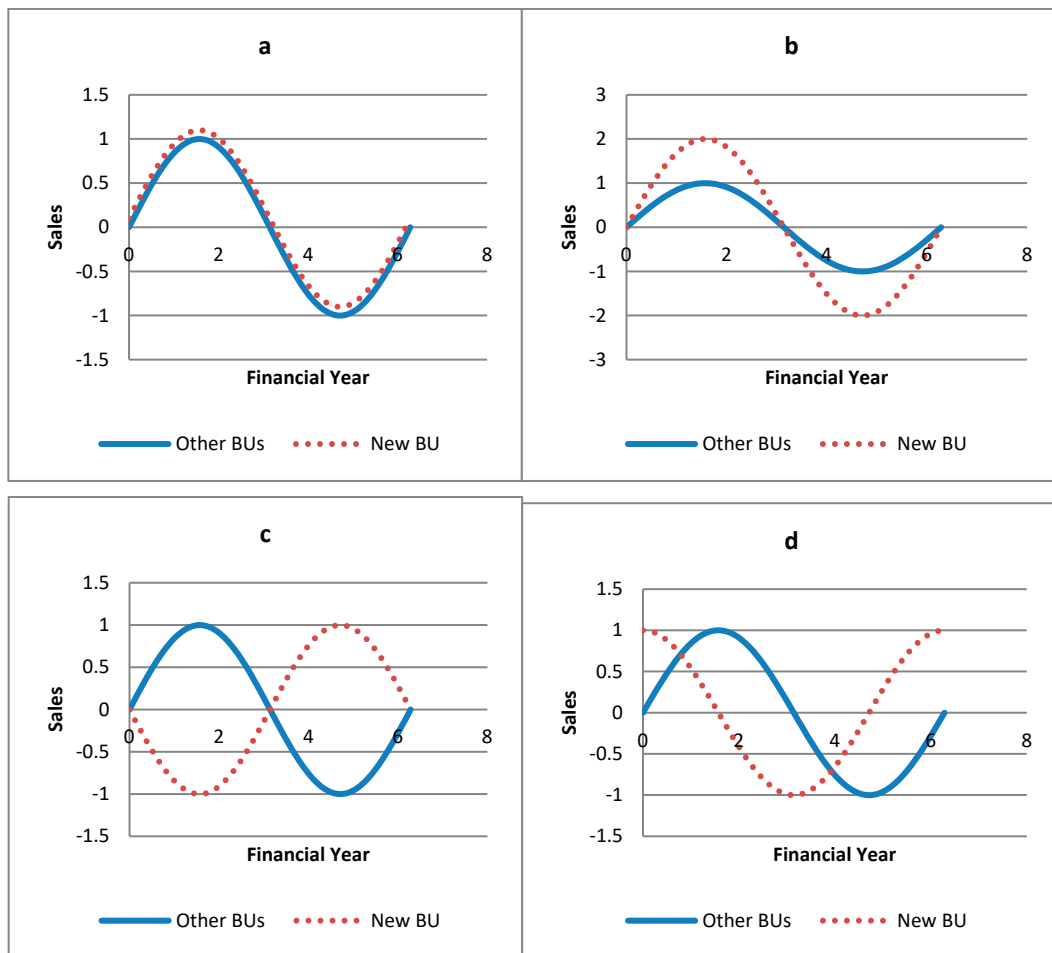 a
1.5
1
0.5
0
-0.5
-1
-1.5
0 2 4 6 8
Sales
Financial Year
Other BUs New BU
b
3
2
1
0
-1
-2
-3
0 2 4 6 8
Sales
Financial Year
Other BUs New BU
c
1.5
1
0.5
0
-0.5
-1
-1.5
0 2 4 6 8
Sales
Financial Year
Other BUs New BU
d
1.5
1
0.5
0
-0.5
-1
-1.5
0 2 4 6 8
Sales
Financial Year
Other BUs New BU